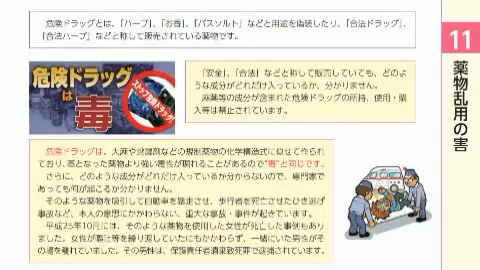 危険ドラッグとは、「ハーブ」、「お香」、「バスソルト」などと用途を偽装したり、「合法ドラッグ」、
「合法ハーブ」などと称して販売されている薬物です。
11
薬物乱用の害
危険ドラッグ
は毒
ストップ危険ドラッグ!
「安全」、「合法」などと称して販売していても、どのよ
うな成分がどれだけ入っているか、分かりません。
麻薬等の成分が含まれた危険ドラッグの所持、使用・購
入等は禁止されています。
危険ドラッグは、大麻や覚醒剤などの規制薬物の化学構造式に似せて作られ
ており、基となった薬物より強い毒性が現れることがあるので"毒"と同じです。
さらに、どのような成分がどれだけ入っているか分からないので、専門家で
あっても何が起こるか分かりません。
そのような薬物を吸引して自動車を暴走させ、歩行者を死亡させたひき逃げ
事故など、本人の意思にかかわらない、重大な事故・事件が起きています。
平成25年10月には、そのような薬物を使用した女性が死亡した事例もあり
ました。女性が嘔吐等を繰り返していたにもかかわらず、一緒にいた男性がそ
の場を離れていました。その男性は、保護責任者遺棄致死罪で逮捕されています。